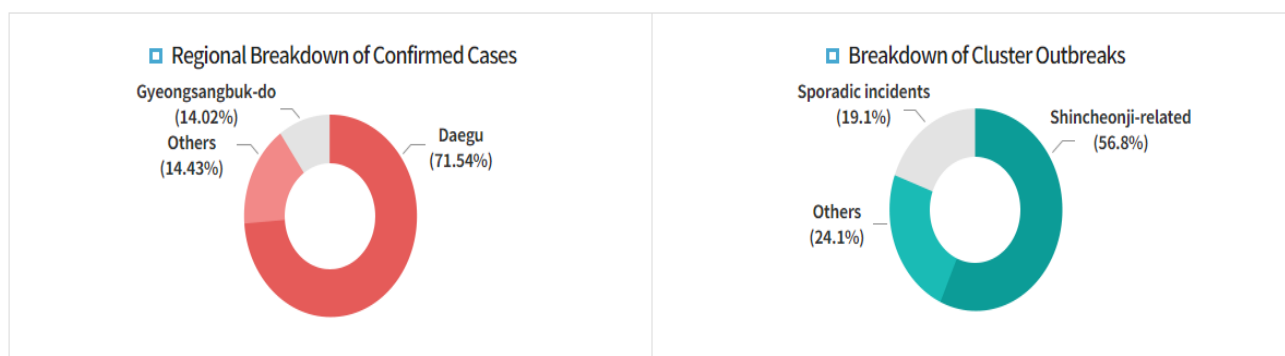 Regional Breakdown of Confirmed Cases
Gyeongsangbuk-do
(14.02%)
Others
(14.43%)
Daegu
(71.54%)
Breakdown of Cluster Outbreaks
Sporadic incidents
(19.1%)
Shincheonji-related
(56.8%)
Others
(24.1%)